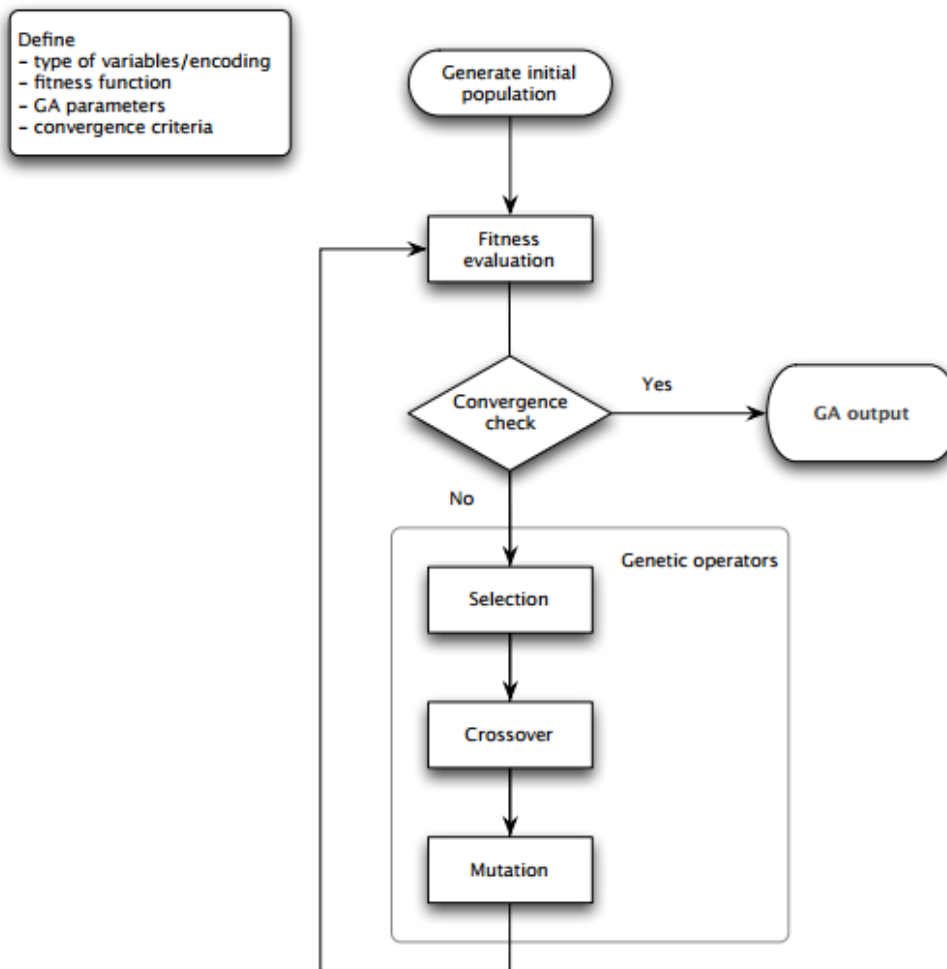 Define
– type of variables/encoding
– fitness function
– GA parameters
– convergence criteria
Generate initial
population
Fitness
evaluation
Convergence
check
Yes
GA output
No
Genetic operators
Selection
Crossover
Mutation